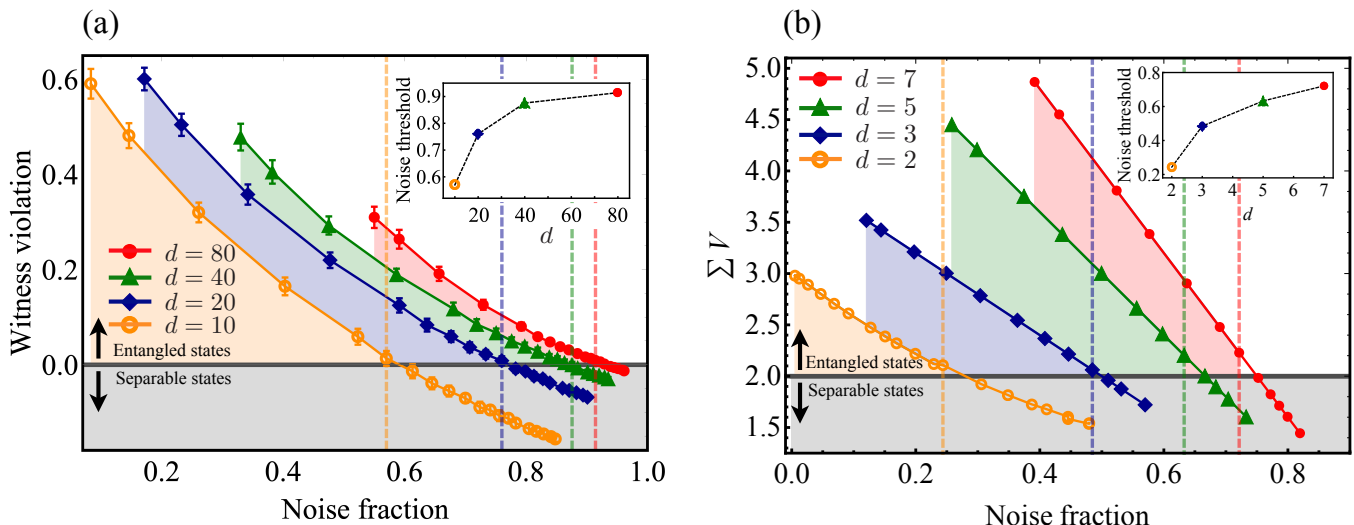 (a)
Witness violation
0.6
0.4
0.2
0.0
Noise threshold
0.9
0.8
0.7
0.6
20 40 60 80
d
d = 80
d = 40
d = 20
d = 10
Entangled states
Separable states
0.2 0.4 0.6 0.8 1.0
Noise fraction
(b)
∑ V
5.0
4.5
4.0
3.5
3.0
2.5
2.0
1.5
d = 7
d = 5
d = 3
d = 2
Noise threshold
0.8
0.6
0.4
0.2
2 3 4 5 6 7
d
Entangled states
Separable states
0.0 0.2 0.4 0.6 0.8
Noise fraction